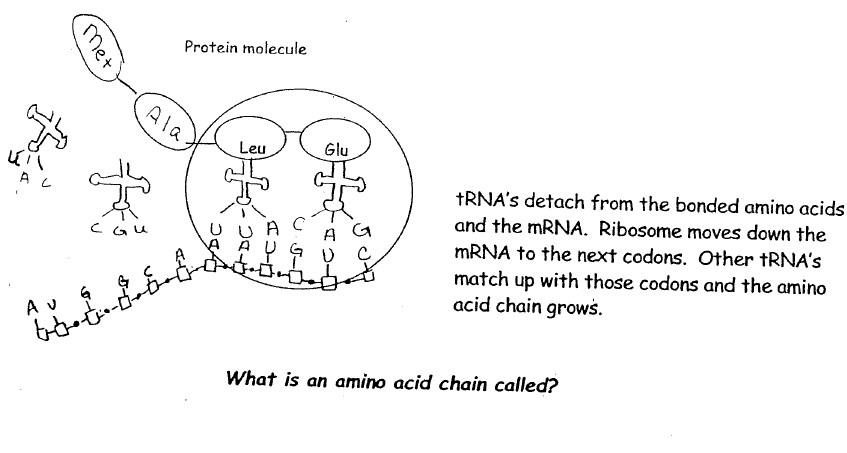 Mex
Protein molecule
Ala
Leu Glu
U
A C
C G U
U U A C A G
A A U G U C
A U G G C A
tRNA's detach from the bonded amino acids
and the mRNA. Ribosome moves down the
mRNA to the next codons. Other tRNA's
match up with those codons and the amino
acid chain grows.
What is an amino acid chain called?